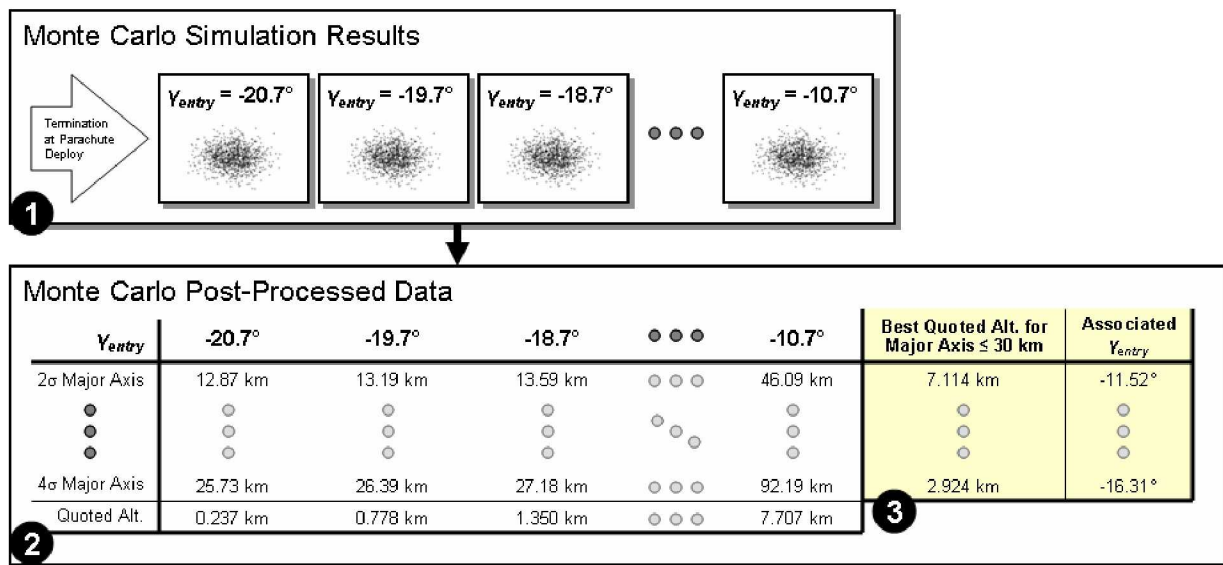 Monte Carlo Simulation Results
Termination
at Parachute
Deploy
γentry = -20.7°
γentry = -19.7°
γentry = -18.7°
γentry = -10.7°
1
Monte Carlo Post-Processed Data
γentry -20.7° -19.7° -18.7° -10.7° Best Quoted Alt. for Major Axis ≤ 30 km Associated γentry
2σ Major Axis 12.87 km 13.19 km 13.59 km 46.09 km 7.114 km -11.52°
4σ Major Axis 25.73 km 26.39 km 27.18 km 92.19 km 2.924 km -16.31°
Quoted Alt. 0.237 km 0.778 km 1.350 km 7.707 km
3
2